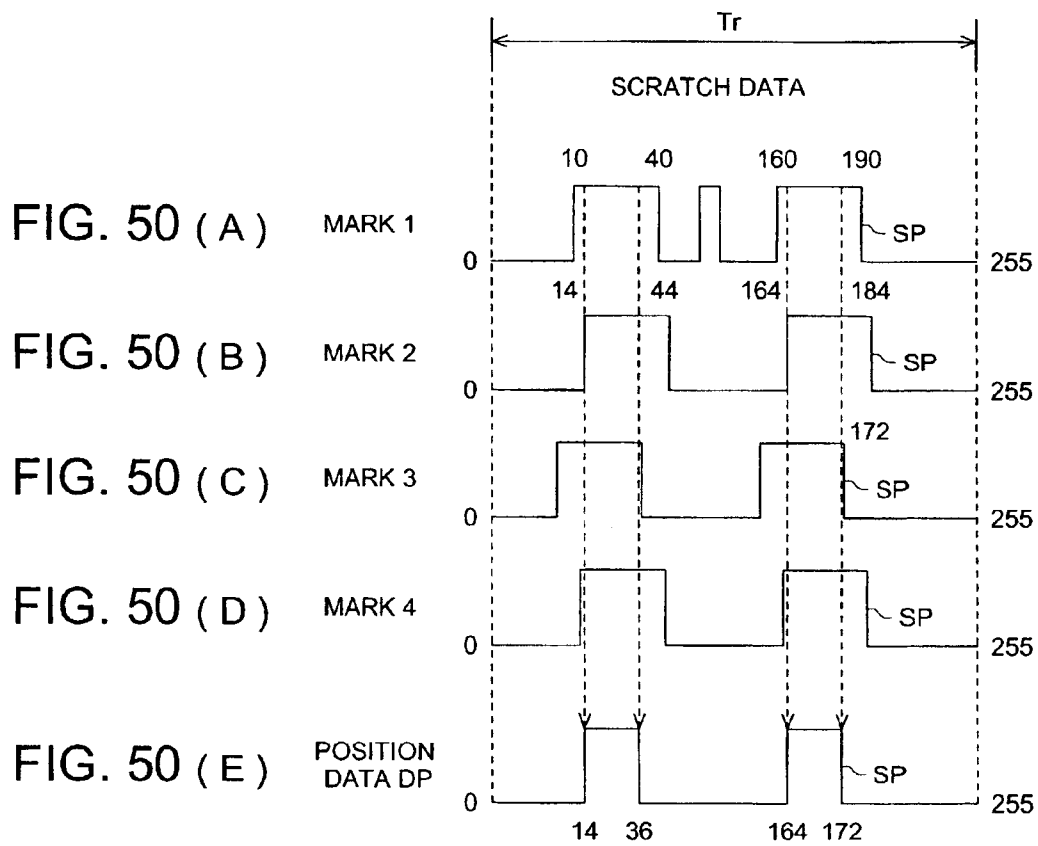 Tr
SCRATCH DATA
10 40 160 190
FIG. 50 (A) MARK 1 SP
0 255
14 44 164 184
FIG. 50 (B) MARK 2 SP
0 255
172
FIG. 50 (C) MARK 3 SP
0 255
FIG. 50 (D) MARK 4 SP
0 255
FIG. 50 (E) POSITION DATA DP SP
0 255
14 36 164 172